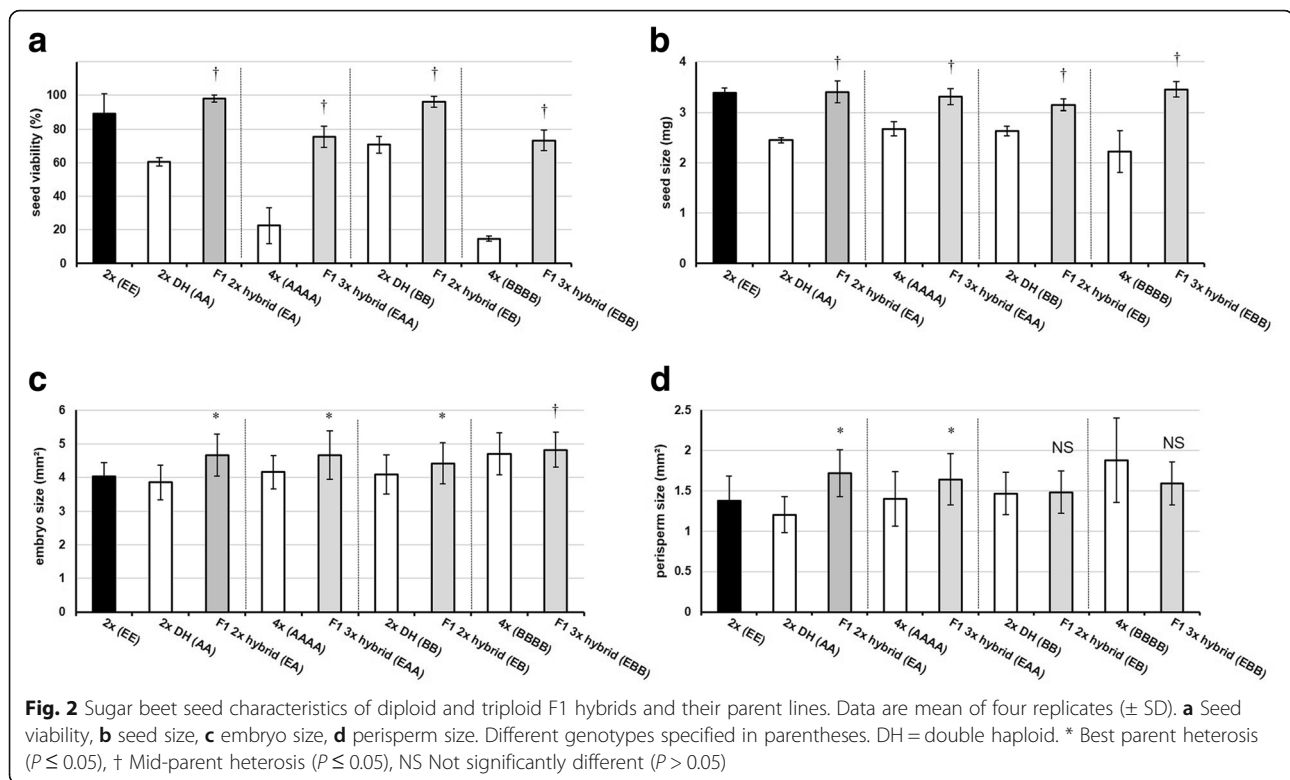 a
seed viability (%)
100
80
60
40
20
0
† † † †
2x (EE)
2x DH (AA)
F1 2x hybrid (EA)
4x (AAAA)
F1 3x hybrid (EAA)
2x DH (BB)
F1 2x hybrid (EB)
4x (BBBB)
F1 3x hybrid (EBB)
b
seed size (mg)
4
3
2
1
0
† † † †
2x (EE)
2x DH (AA)
F1 2x hybrid (EA)
4x (AAAA)
F1 3x hybrid (EAA)
2x DH (BB)
F1 2x hybrid (EB)
4x (BBBB)
F1 3x hybrid (EBB)
c
embryo size (mm²)
6
5
4
3
2
1
0
* * * †
2x (EE)
2x DH (AA)
F1 2x hybrid (EA)
4x (AAAA)
F1 3x hybrid (EAA)
2x DH (BB)
F1 2x hybrid (EB)
4x (BBBB)
F1 3x hybrid (EBB)
d
perisperm size (mm²)
2.5
2
1.5
1
0.5
0
* * NS NS
2x (EE)
2x DH (AA)
F1 2x hybrid (EA)
4x (AAAA)
F1 3x hybrid (EAA)
2x DH (BB)
F1 2x hybrid (EB)
4x (BBBB)
F1 3x hybrid (EBB)
Fig. 2 Sugar beet seed characteristics of diploid and triploid F1 hybrids and their parent lines. Data are mean of four replicates (± SD). a Seed
viability, b seed size, c embryo size, d perisperm size. Different genotypes specified in parentheses. DH = double haploid. * Best parent heterosis
(P ≤ 0.05), † Mid-parent heterosis (P ≤ 0.05), NS Not significantly different (P > 0.05)